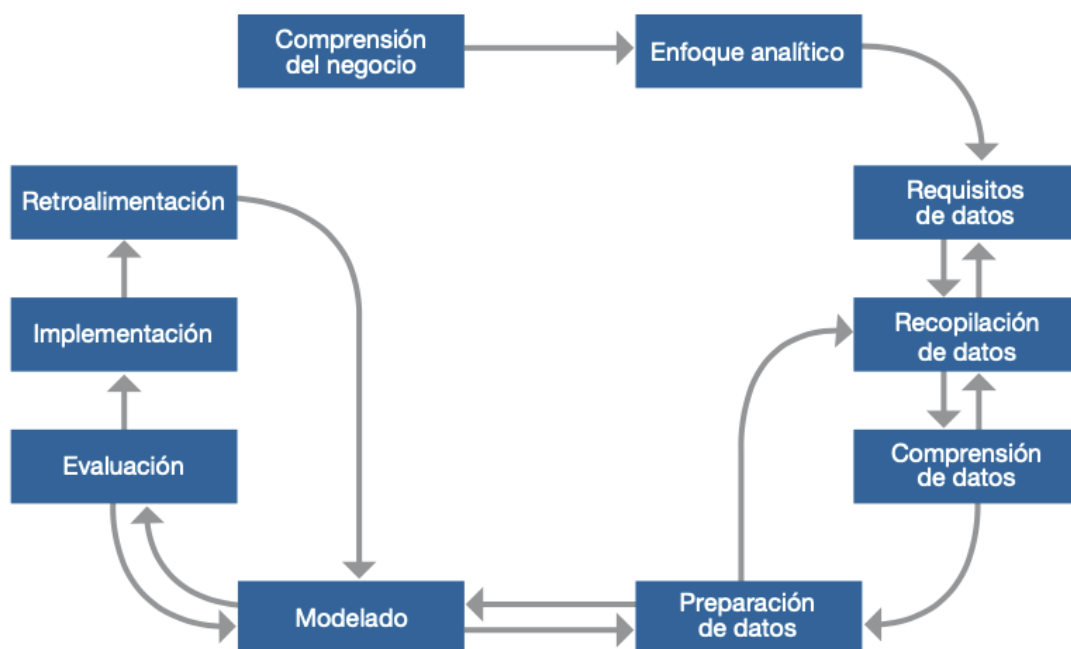 Comprensión
del negocio
Enfoque analítico
Requisitos
de datos
Recopilación
de datos
Comprensión
de datos
Preparación
de datos
Modelado
Evaluación
Implementación
Retroalimentación